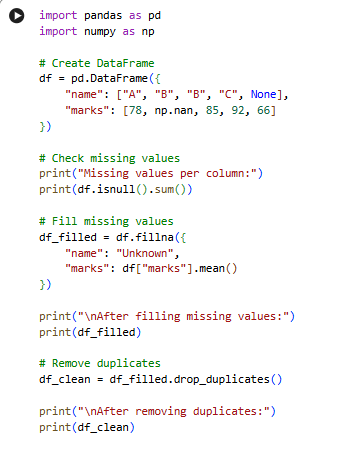 import pandas as pd
import numpy as np
# Create DataFrame
df = pd.DataFrame({
    "name": ["A", "B", "B", "C", None],
    "marks": [78, np.nan, 85, 92, 66]
})
# Check missing values
print("Missing values per column:")
print(df.isnull().sum())
# Fill missing values
df_filled = df.fillna({
    "name": "Unknown",
    "marks": df["marks"].mean()
})
print("\nAfter filling missing values:")
print(df_filled)
# Remove duplicates
df_clean = df_filled.drop_duplicates()
print("\nAfter removing duplicates:")
print(df_clean)